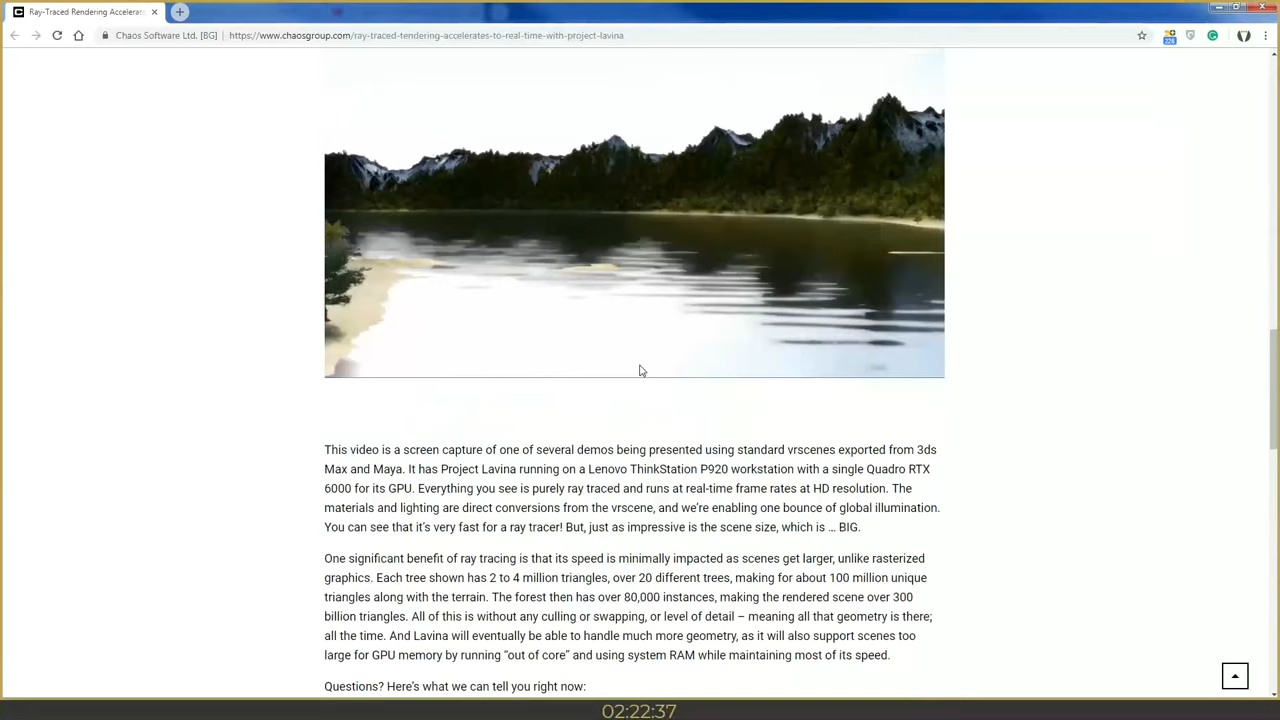 Ray-Traced Rendering Accelera
Chaos Software Ltd. [BG] https://www.chaosgroup.com/ray-traced-tendering-accelerates-to-real-time-with-project-lavina
226
This video is a screen capture of one of several demos being presented using standard vrscenes exported from 3ds
Max and Maya. It has Project Lavina running on a Lenovo ThinkStation P920 workstation with a single Quadro RTX
6000 for its GPU. Everything you see is purely ray traced and runs at real-time frame rates at HD resolution. The
materials and lighting are direct conversions from the vrscene, and we're enabling one bounce of global illumination.
You can see that it's very fast for a ray tracer! But, just as impressive is the scene size, which is … BIG.
One significant benefit of ray tracing is that its speed is minimally impacted as scenes get larger, unlike rasterized
graphics. Each tree shown has 2 to 4 million triangles, over 20 different trees, making for about 100 million unique
triangles along with the terrain. The forest then has over 80,000 instances, making the rendered scene over 300
billion triangles. All of this is without any culling or swapping, or level of detail – meaning all that geometry is there;
all the time. And Lavina will eventually be able to handle much more geometry, as it will also support scenes too
large for GPU memory by running “out of core” and using system RAM while maintaining most of its speed.
Questions? Here's what we can tell you right now:
02:22:37